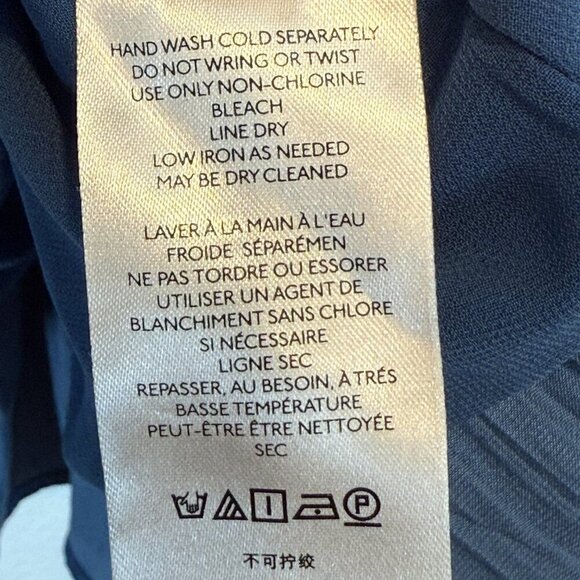 HAND WASH COLD SEPARATELY
DO NOT WRING OR TWIST
USE ONLY NON-CHLORINE
BLEACH
LINE DRY
LOW IRON AS NEEDED
MAY BE DRY CLEANED
LAVER À LA MAIN À L'EAU
FROIDE SÉPARÉMEN
NE PAS TORDRE OU ESSORER
UTILISER UN AGENT DE
BLANCHIMENT SANS CHLORE
SI NÉCESSAIRE
LIGNE SEC
REPASSER, AU BESOIN, À TRÉS
BASSE TEMPÉRATURE
PEUT-ÊTRE ÊTRE NETTOYÉE
SEC
P
不可拧绞